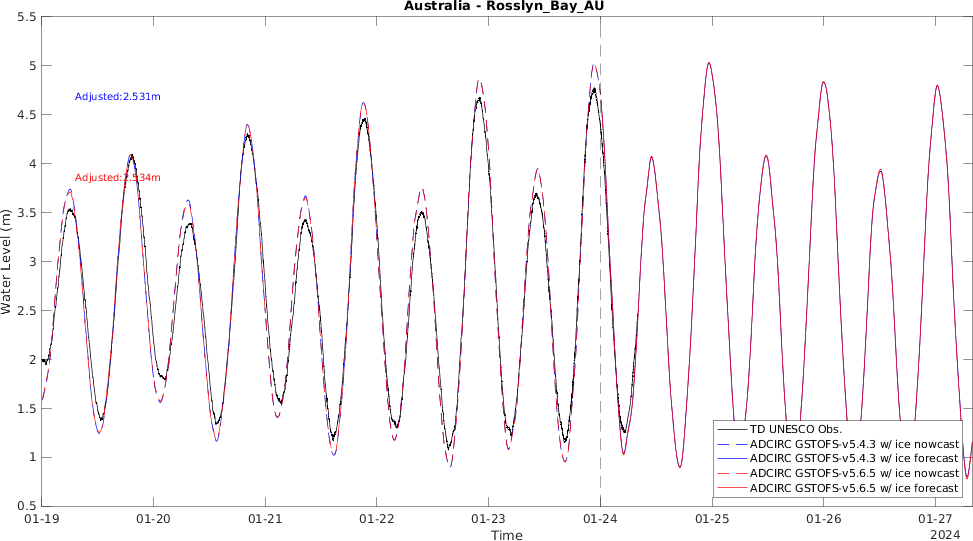 Australia - Rosslyn_Bay_AU
5.5
5
4.5
4
3.5
3
2.5
2
1.5
1
0.5
Water Level (m)
Adjusted:2.531m
Adjusted:2.534m
TD UNESCO Obs.
ADCIRC GSTOFS-v5.4.3 w/ ice nowcast
ADCIRC GSTOFS-v5.4.3 w/ ice forecast
ADCIRC GSTOFS-v5.6.5 w/ ice nowcast
ADCIRC GSTOFS-v5.6.5 w/ ice forecast
01-19 01-20 01-21 01-22 01-23 01-24 01-25 01-26 01-27
Time
2024